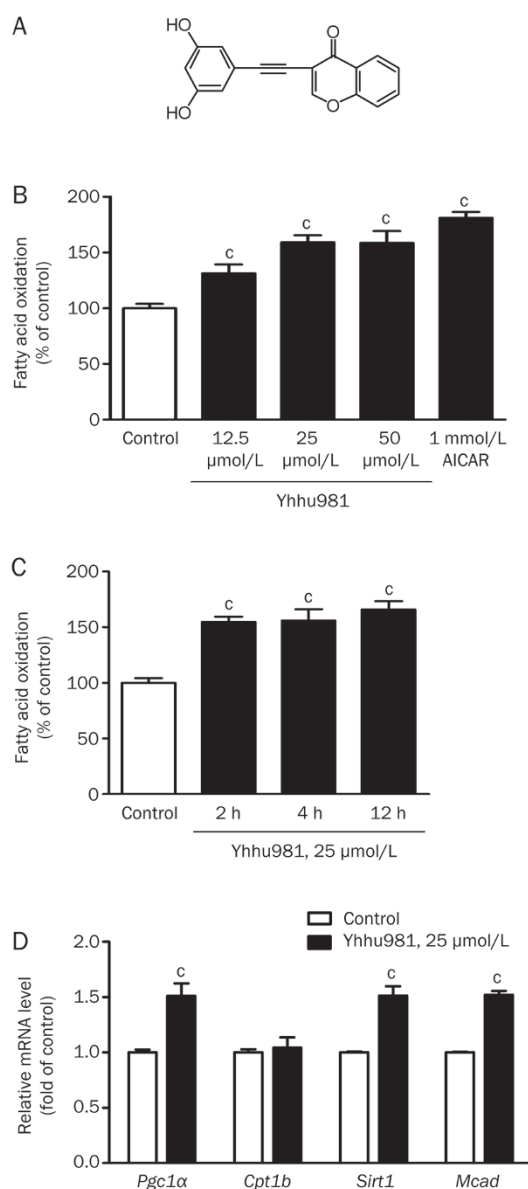 A
HO
HO
O
O
B
Fatty acid oxidation
(% of control)
200
150
100
50
0
c
c
c
c
Control
12.5
µmol/L
25
µmol/L
50
µmol/L
1 mmol/L
AICAR
Yhhu981
C
Fatty acid oxidation
(% of control)
200
150
100
50
0
c
c
c
Control
2 h
4 h
12 h
Yhhu981, 25 µmol/L
D
Control
Yhhu981, 25 µmol/L
Relative mRNA level
(fold of control)
2.0
1.5
1.0
0.5
0.0
c
c
c
Pgc1α
Cpt1b
Sirt1
Mcad